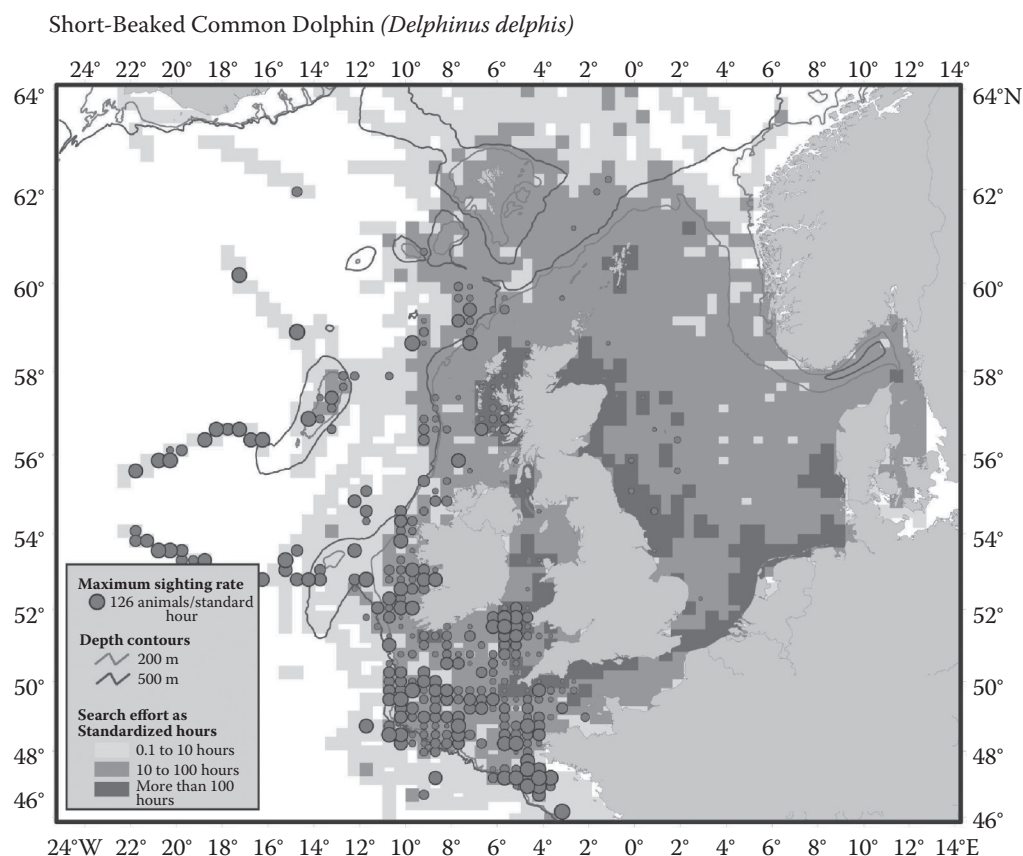 Short-Beaked Common Dolphin (Delphinus delphis)
24° 22° 20° 18° 16° 14° 12° 10° 8° 6° 4° 2° 0° 2° 4° 6° 8° 10° 12° 14°
64° 64°N
62° 62°
60° 60°
58° 58°
56° 56°
54° 54°
52° 52°
50° 50°
48° 48°
46° 46°
Maximum sighting rate
126 animals/standard
hour
Depth contours
200 m
500 m
Search effort as
Standardized hours
0.1 to 10 hours
10 to 100 hours
More than 100
hours
24°W 22 20 18 16 14 12 10 8 6 4 2 0 2 4 6 8 10 12 14°E